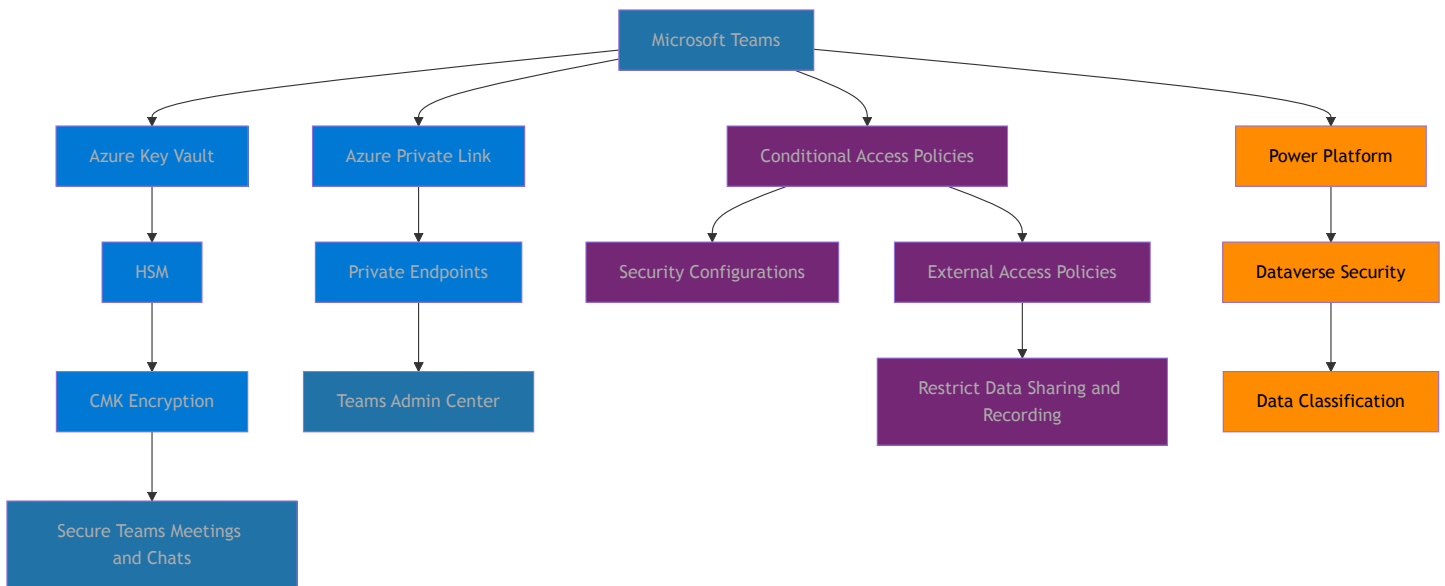 Microsoft Teams
Azure Key Vault
Azure Private Link
Conditional Access Policies
Power Platform
HSM
Private Endpoints
Security Configurations
External Access Policies
Dataverse Security
CMK Encryption
Teams Admin Center
Restrict Data Sharing and
Recording
Data Classification
Secure Teams Meetings
and Chats